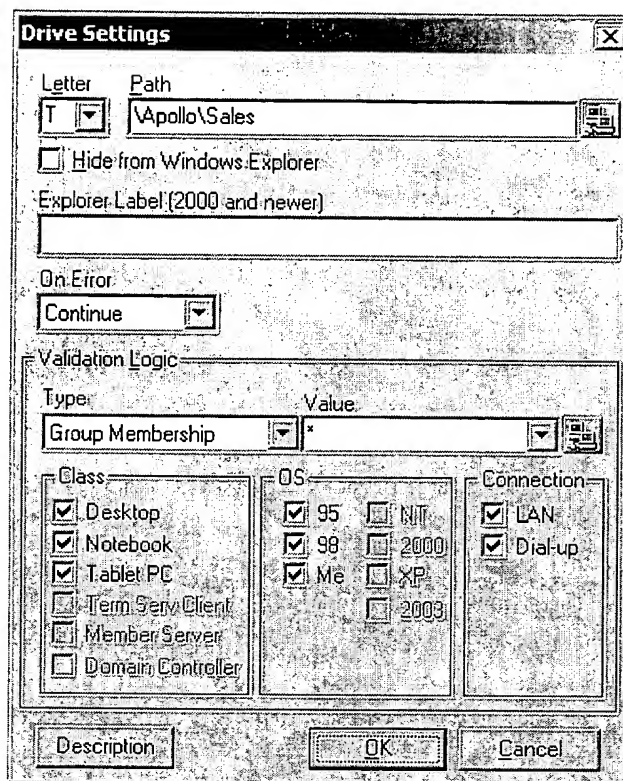 Drive Settings
Letter Path
T \Apollo\Sales
Hide from Windows Explorer
Explorer Label (2000 and newer)
On Error
Continue
Validation Logic
Type Value
Group Membership *
Class OS Connection
Desktop 95 NT LAN
Notebook 98 2000 Dial-up
Tablet PC Me XP
Term Serv Client 2003
Member Server
Domain Controller
Description OK Cancel